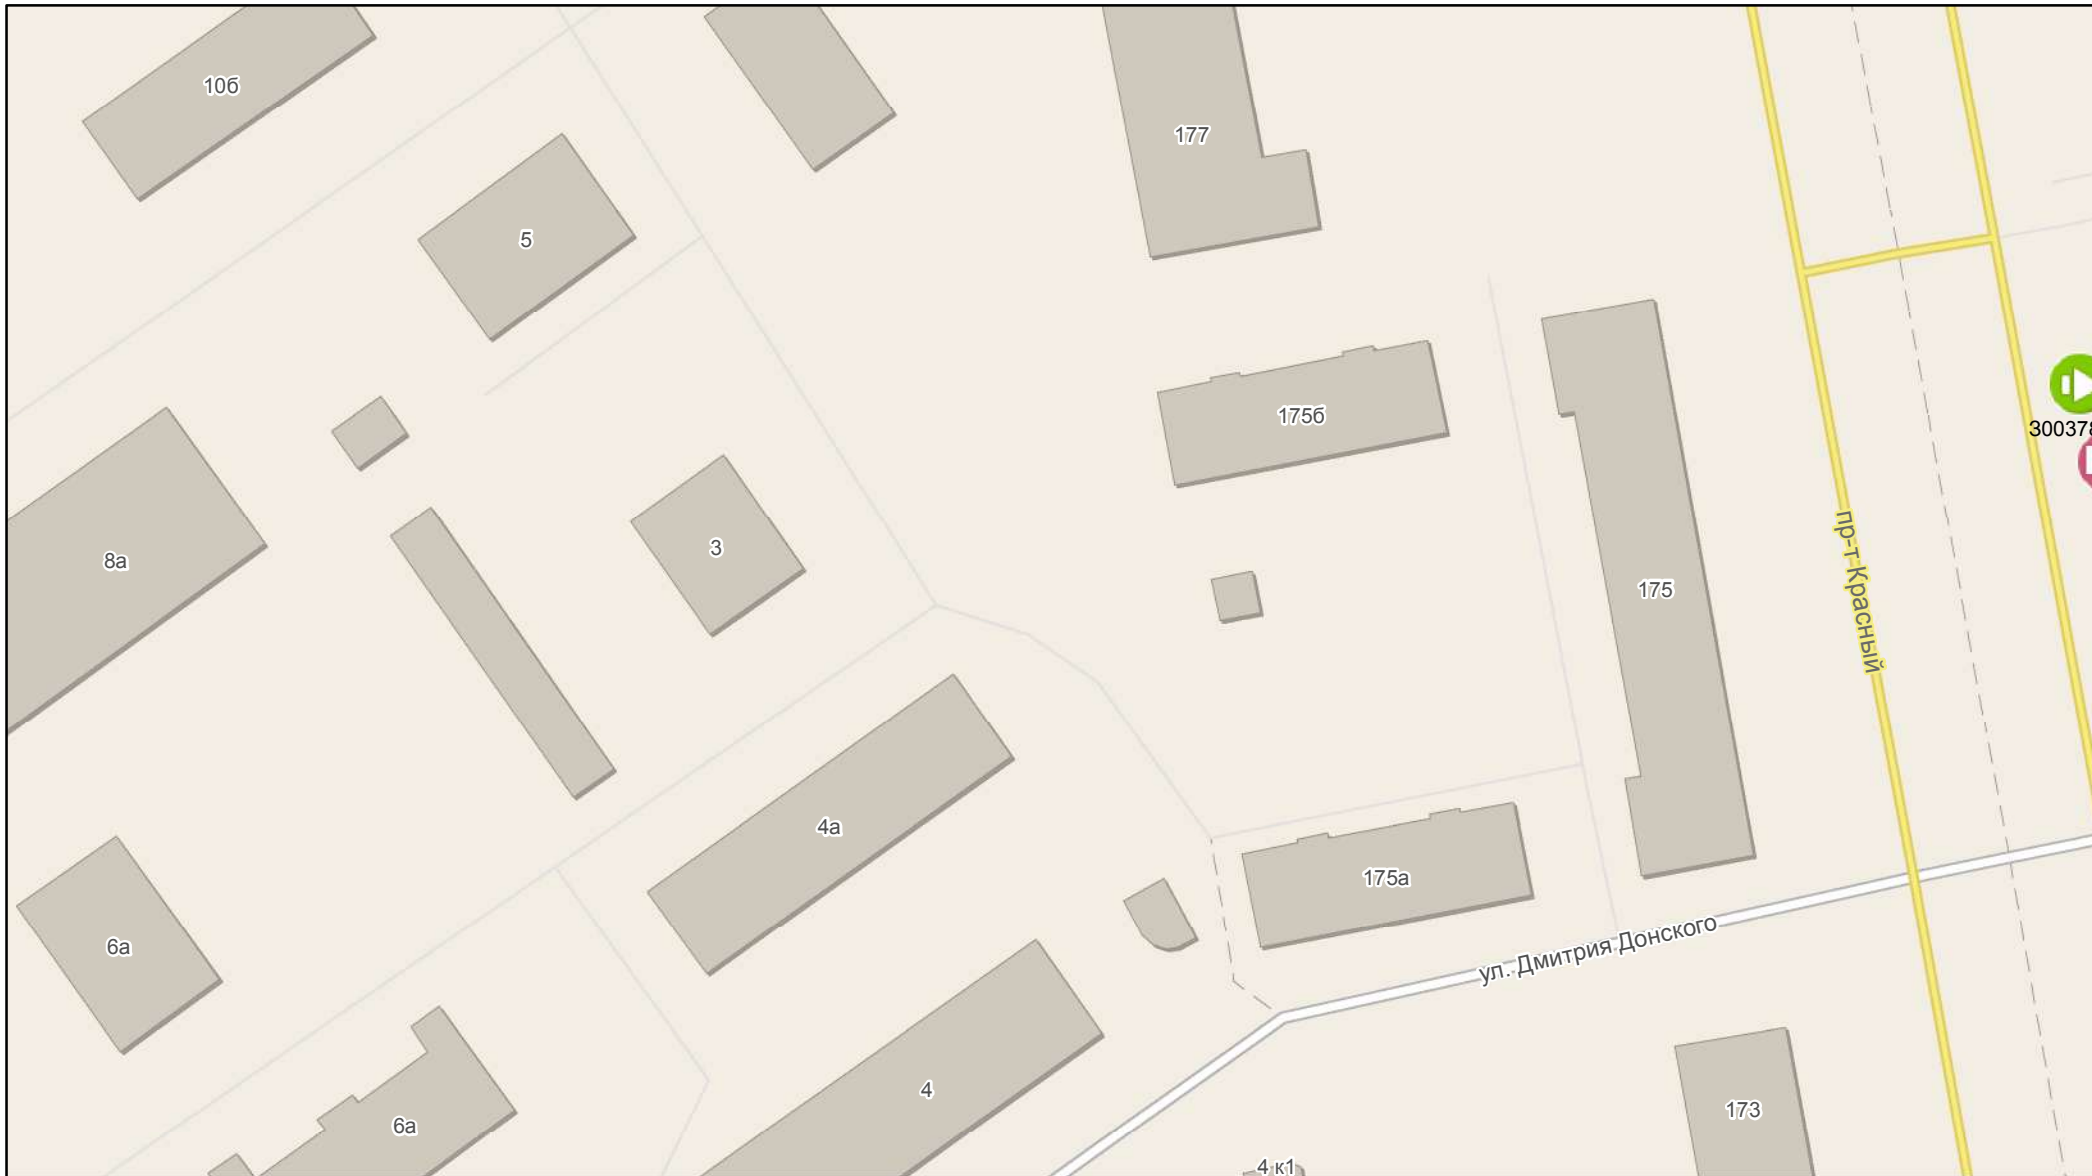 10б
177
5
175б
300378
3
8а
175
пр-т Красный
4а
175а
6а
ул. Дмитрия Донского
4
173
6а
4 к1